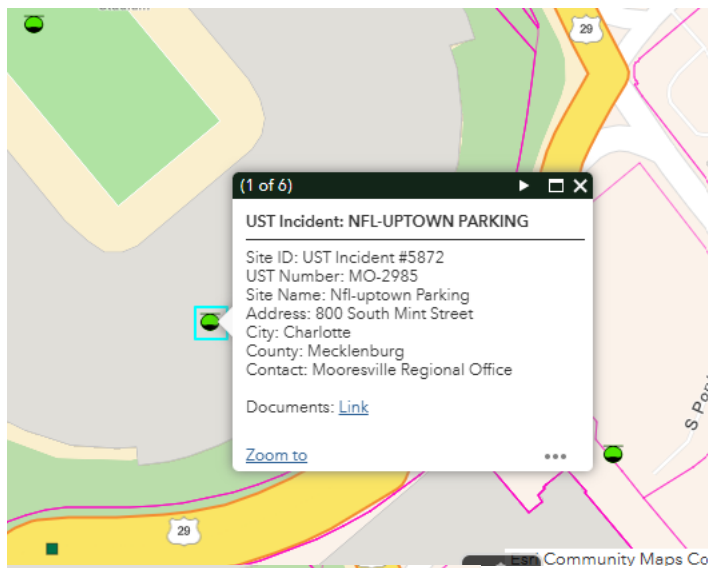 29
(1 of 6)
UST Incident: NFL-UPTOWN PARKING
Site ID: UST Incident #5872
UST Number: MO-2985
Site Name: Nfl-uptown Parking
Address: 800 South Mint Street
City: Charlotte
County: Mecklenburg
Contact: Mooresville Regional Office
Documents: Link
Zoom to
S
29
Esri Community Maps Co